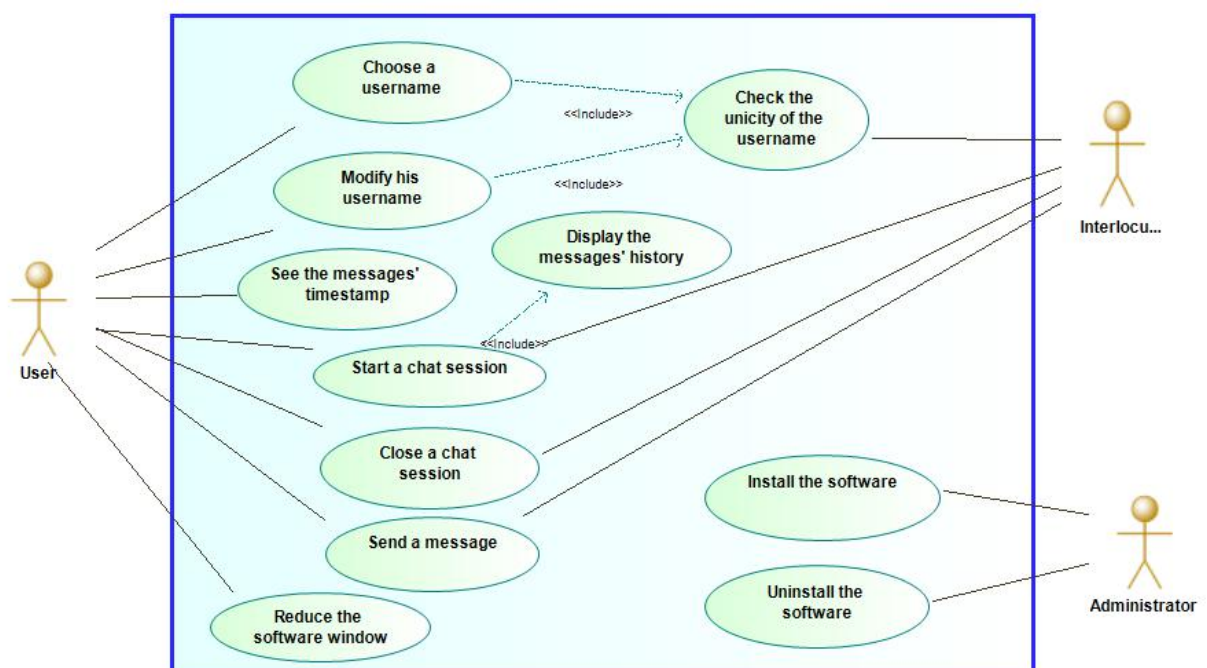 Choose a
username
<<Include>>
Check the
unicity of the
username
Modify his
username
<<Include>>
Interlocu...
Display the
messages' history
See the messages'
timestamp
<<Include>>
User
Start a chat session
Close a chat
session
Install the software
Send a message
Uninstall the
software
Administrator
Reduce the
software window